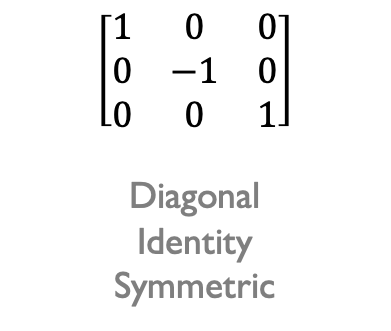 1 0 0
0 −1 0
0 0 1
Diagonal
Identity
Symmetric